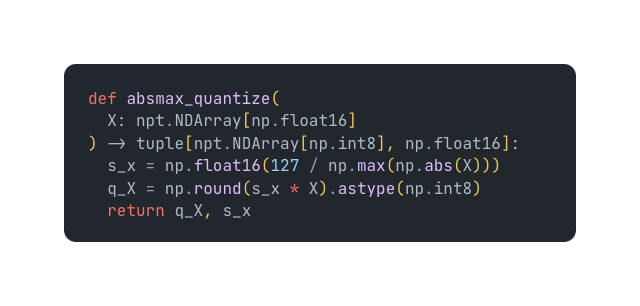 def absmax_quantize(
  X: npt.NDArray[np.float16]
) -> tuple[npt.NDArray[np.int8], np.float16]:
  s_x = np.float16(127 / np.max(np.abs(X)))
  q_X = np.round(s_x * X).astype(np.int8)
  return q_X, s_x